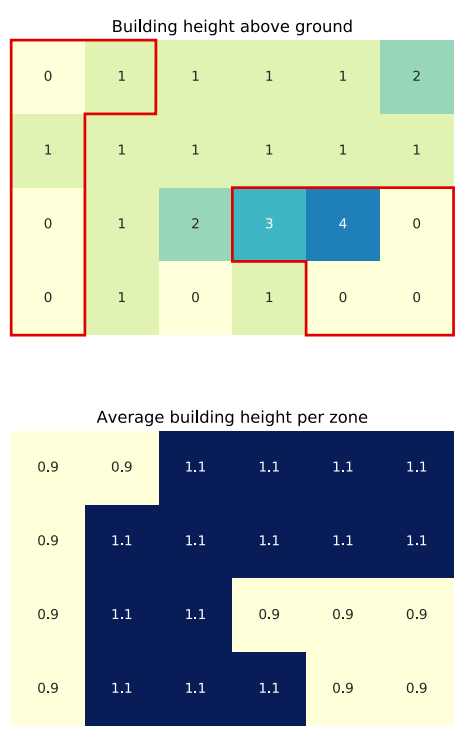 Building height above ground
0 1 1 1 1 2
1 1 1 1 1 1
0 1 2 3 4 0
0 1 0 1 0 0
Average building height per zone
0.9 0.9 1.1 1.1 1.1 1.1
0.9 1.1 1.1 1.1 1.1 1.1
0.9 1.1 1.1 0.9 0.9 0.9
0.9 1.1 1.1 1.1 0.9 0.9